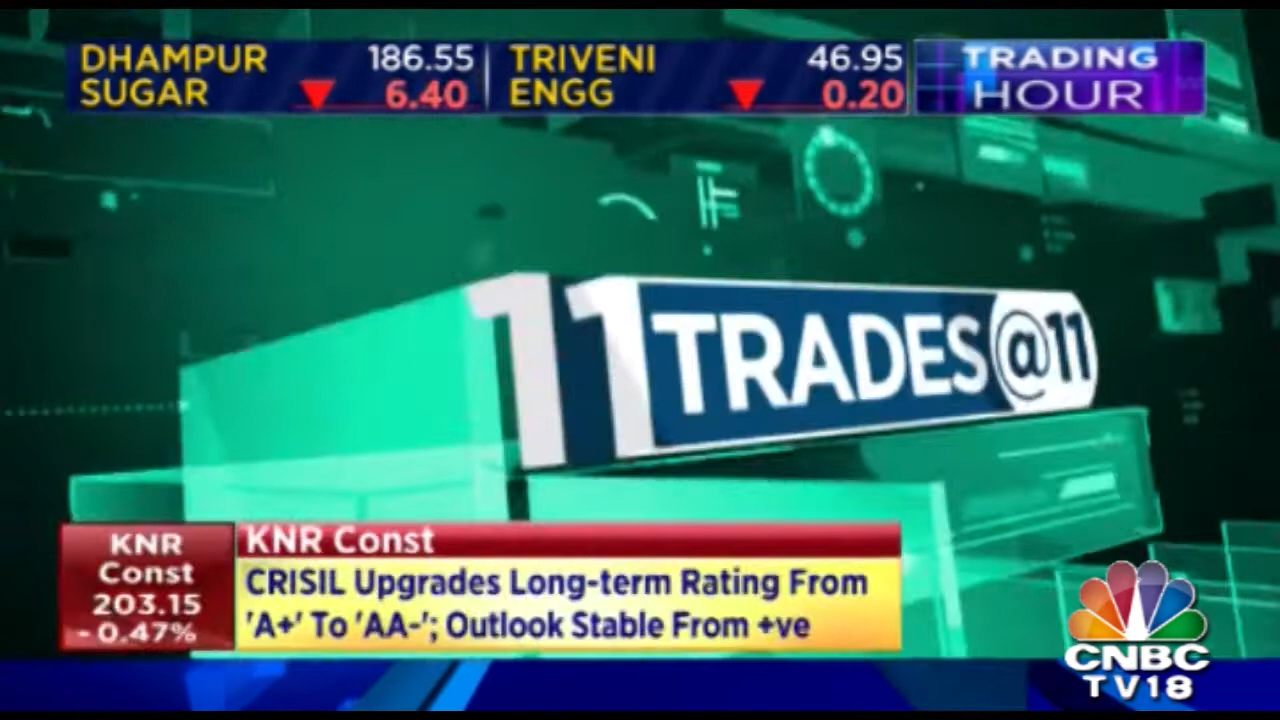 DHAMPUR 186.55
SUGAR 6.40
TRIVENI 46.95
ENGG 0.20
TRADING
HOUR
11 TRADES@11
KNR
Const
203.15
- 0.47%
KNR Const
CRISIL Upgrades Long-term Rating From
'A+' To 'AA-'; Outlook Stable From +ve
CNBC
TV18